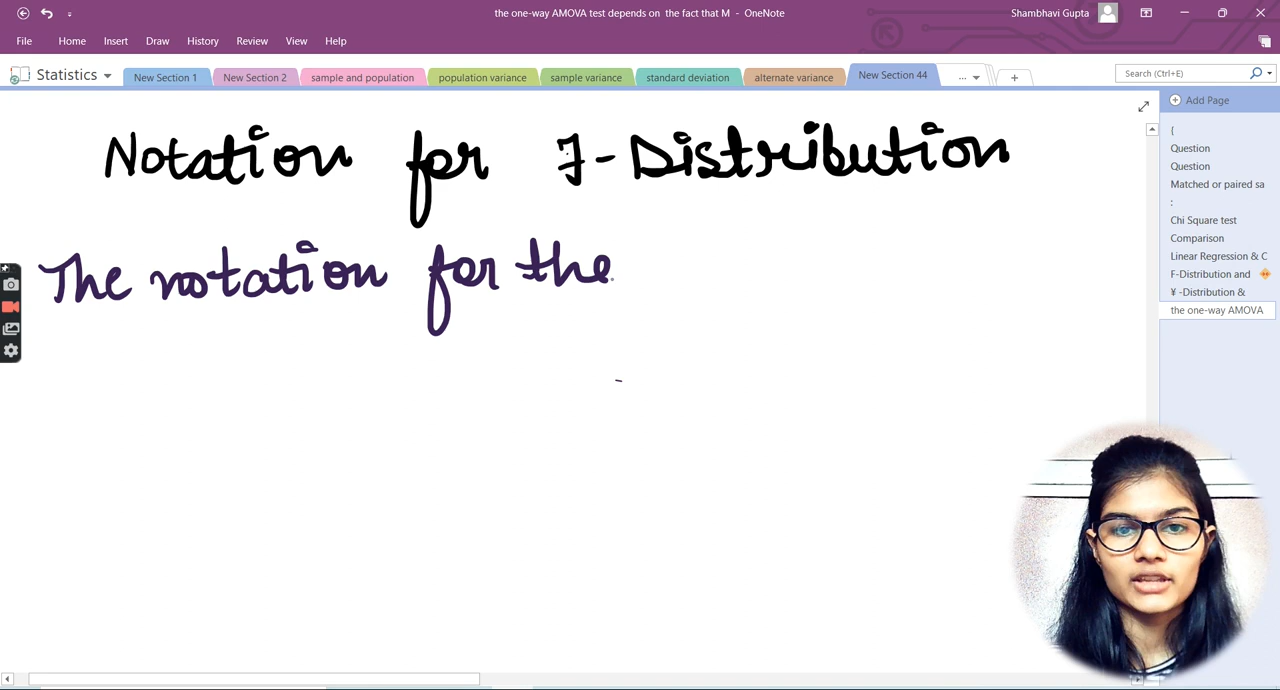 the one-way AMOVA test depends on the fact that M - OneNote
Shambhavi Gupta
File Home Insert Draw History Review View Help
Statistics
New Section 1
New Section 2
sample and population
population variance
sample variance
standard deviation
alternate variance
New Section 44
...
Search (Ctrl+E)
Add Page
{
Question
Question
Matched or paired sa
:
Chi Square test
Comparison
Linear Regression & C
F-Distribution and
¥ -Distribution &
the one-way AMOVA
Notation for F-Distribution
The notation for the